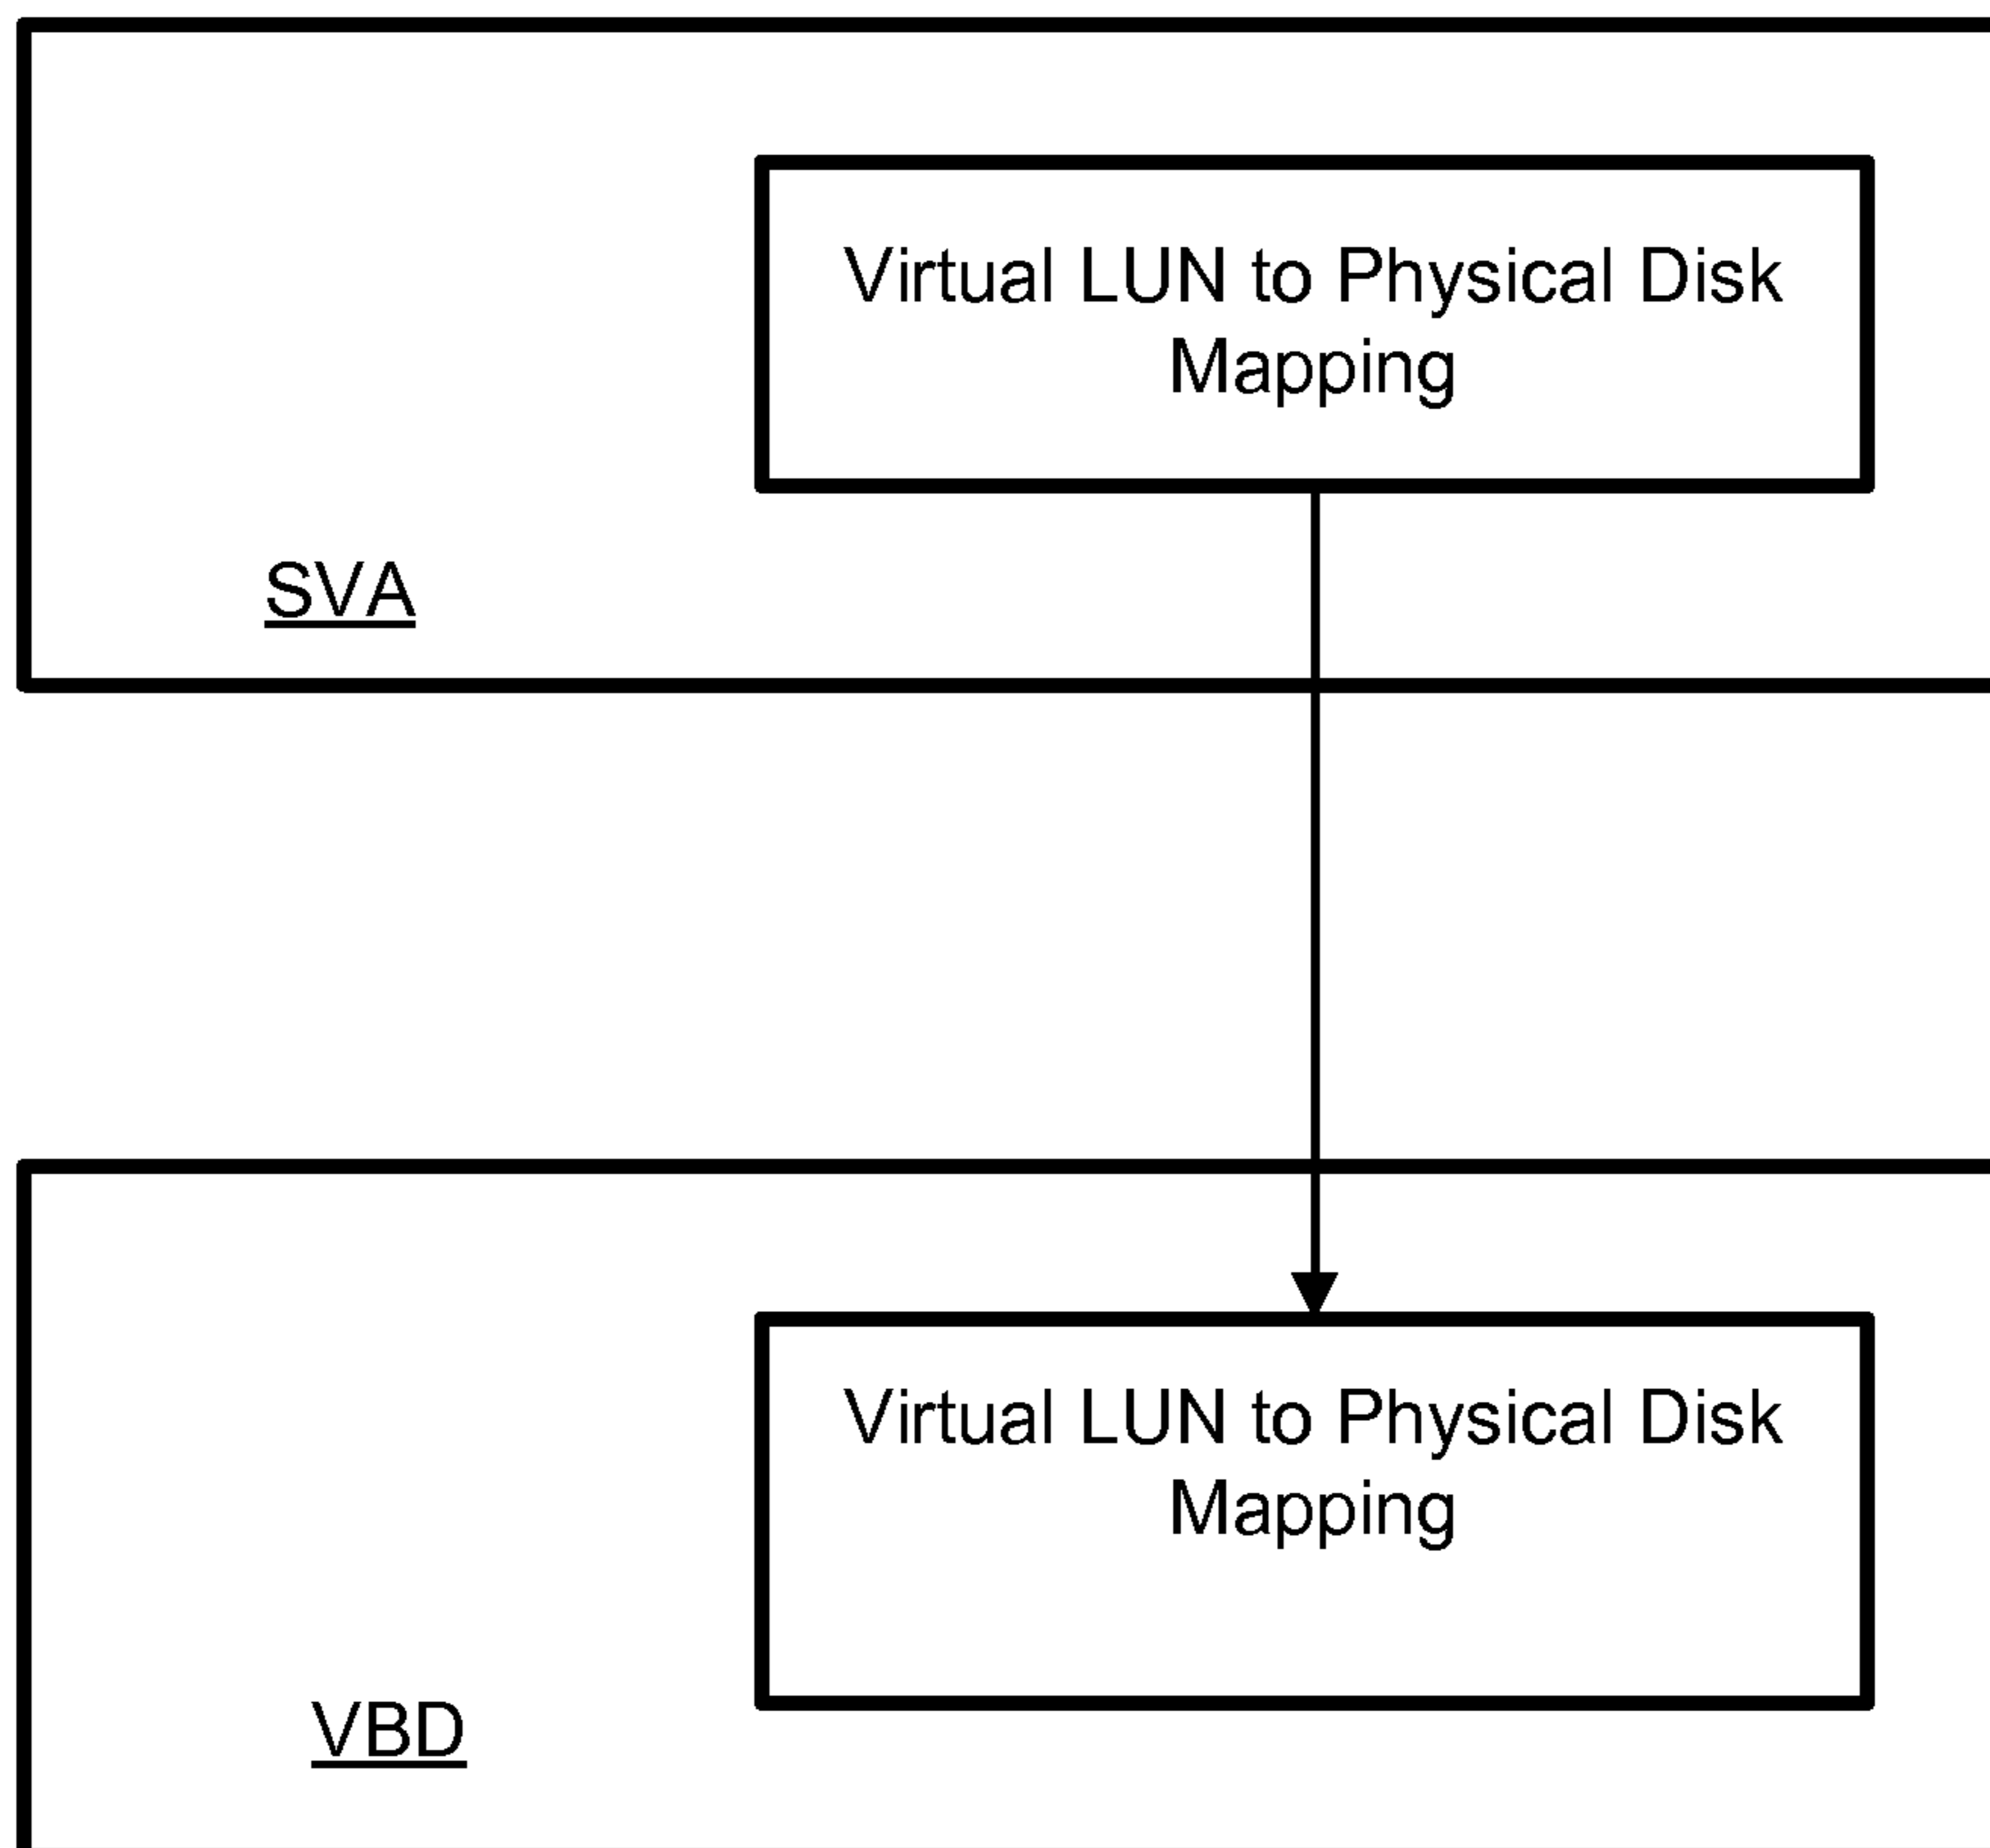 Virtual LUN to Physical Disk
Mapping
SVA
Virtual LUN to Physical Disk
Mapping
VBD